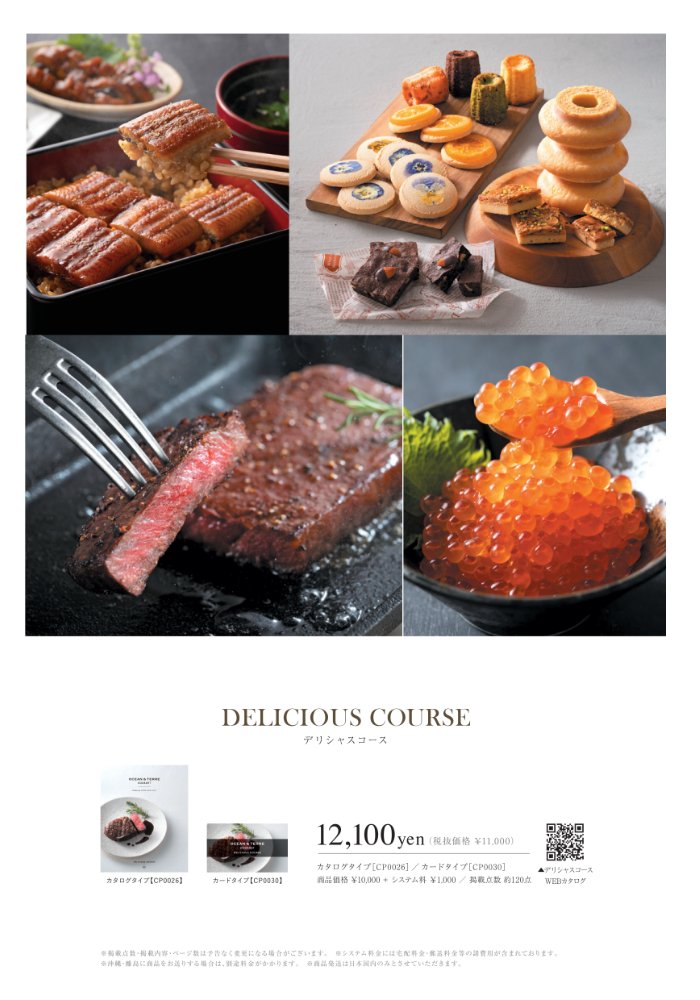 DELICIOUS COURSE
デリシャスコース
OCEAN & TERRE
OCEAN & TERRE
カタログタイプ【CP0026】
カードタイプ【CP0030】
12,100yen（税抜価格 ¥11,000）
カタログタイプ［CP0026］／カードタイプ［CP0030］
商品価格 ¥10,000 + システム料 ¥1,000 ／ 掲載点数 約120点
▲デリシャスコース
WEBカタログ
※掲載点数・掲載内容・ページ数は予告なく変更になる場合がございます。 ※システム料金には宅配料金・郵送料金等の諸費用が含まれております。
※沖縄・離島に商品をお送りする場合は、別途料金がかかります。 ※商品発送は日本国内のみとさせていただきます。